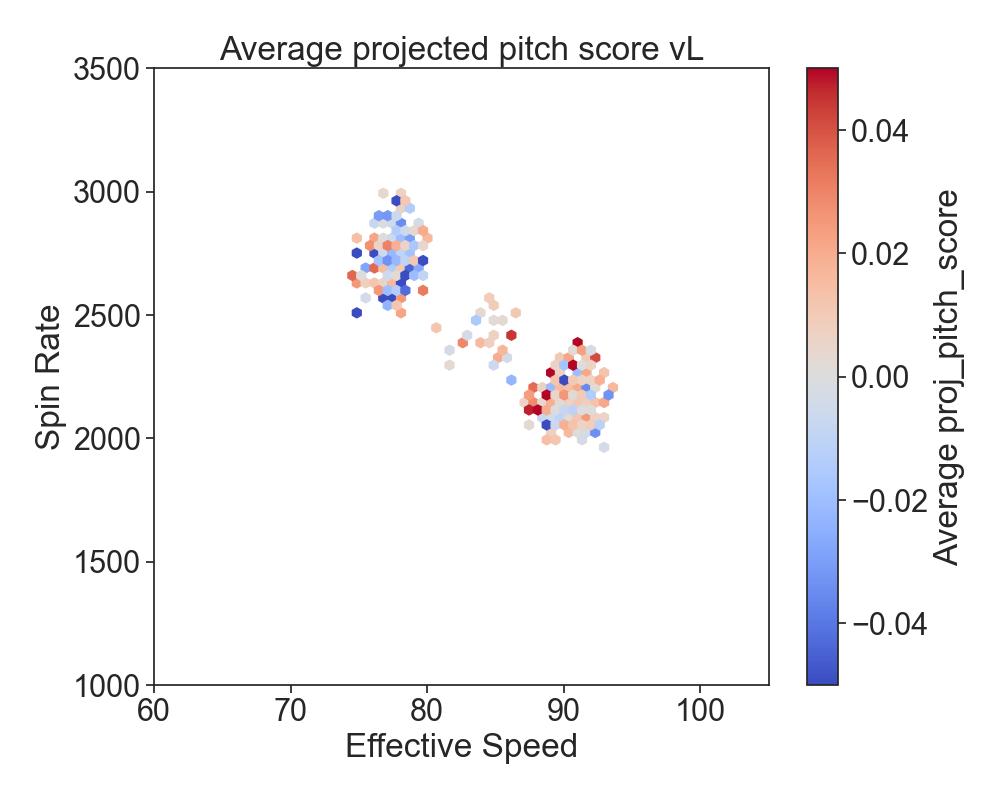 Average projected pitch score vL
3500
3000
2500
2000
1500
1000
Spin Rate
60 70 80 90 100
Effective Speed
0.04
0.02
0.00
−0.02
−0.04
Average proj_pitch_score